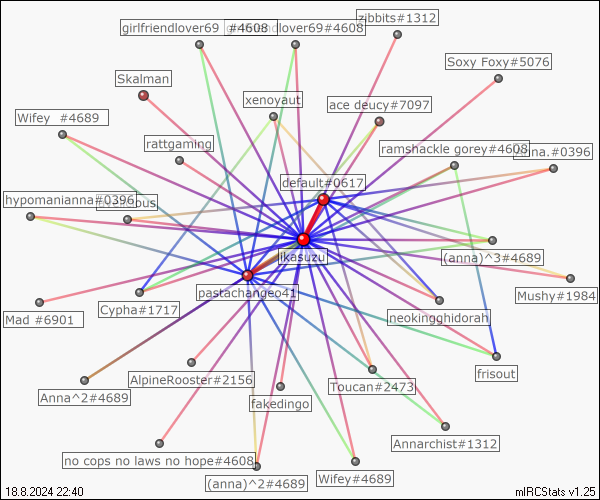 zibbits#1312
girlfriendlover69  #4608
lover69#4608
Soxy Foxy#5076
Skalman
xenoyaut
ace deucy#7097
Wifey  #4689
rattgaming
ramshackle gorey#4608
na.#0396
default#0617
hypomanianna#0396
ikasuzu
(anna)^3#4689
pastachangeo41
Mushy#1984
Cypha#1717
Mad #6901
neokingghidorah
frisout
AlpineRooster#2156
Toucan#2473
Anna^2#4689
fakedingo
Annarchist#1312
no cops no laws no hope#4608
Wifey#4689
(anna)^2#4689
18.8.2024 22:40
mIRCStats v1.25